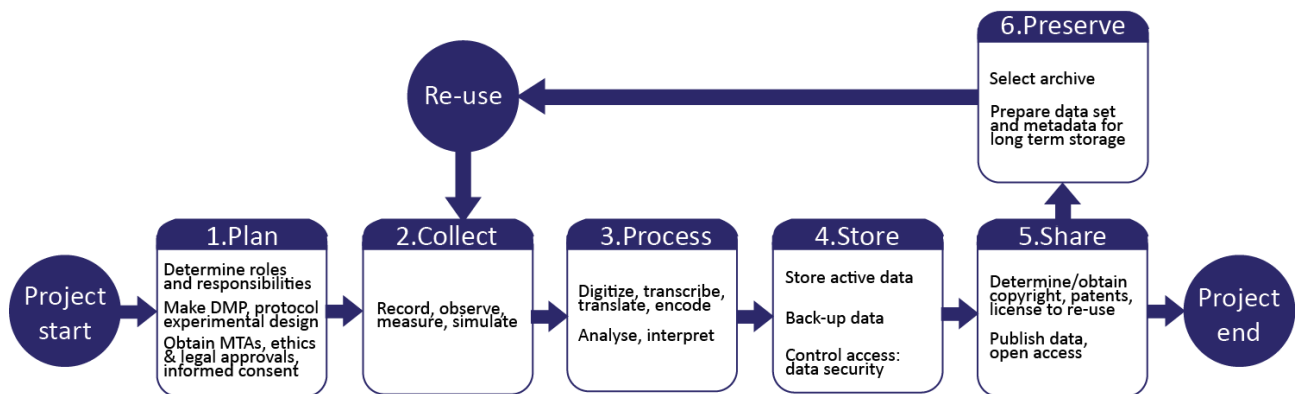 6.Preserve
Select archive
Prepare data set
and metadata for
long term storage
Re-use
Project
start
1.Plan
Determine roles
and responsibilities
Make DMP, protocol
experimental design
Obtain MTAs, ethics
& legal approvals,
informed consent
2.Collect
Record, observe,
measure, simulate
3.Process
Digitize, transcribe,
translate, encode
Analyse, interpret
4.Store
Store active data
Back-up data
Control access:
data security
5.Share
Determine/obtain
copyright, patents,
license to re-use
Publish data,
open access
Project
end